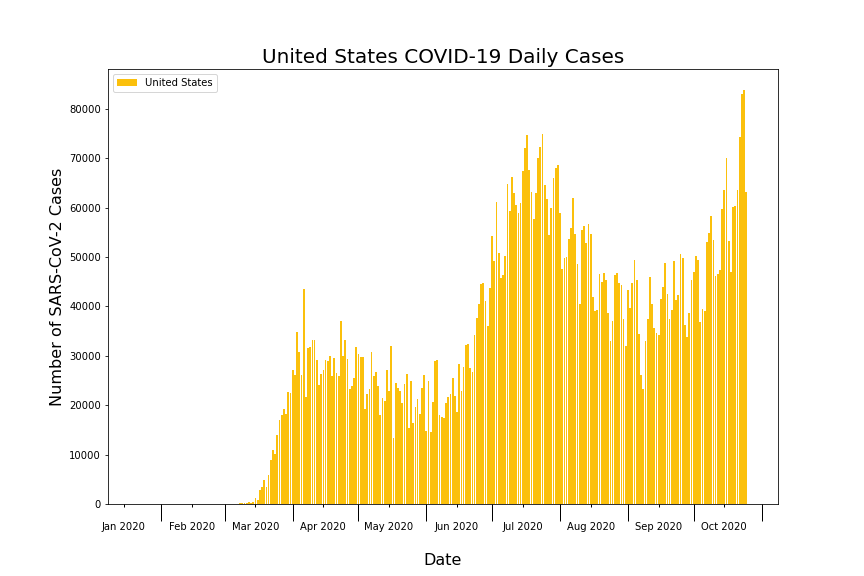 United States COVID-19 Daily Cases
United States
Number of SARS-CoV-2 Cases
80000
70000
60000
50000
40000
30000
20000
10000
0
Jan 2020 Feb 2020 Mar 2020 Apr 2020 May 2020 Jun 2020 Jul 2020 Aug 2020 Sep 2020 Oct 2020
Date